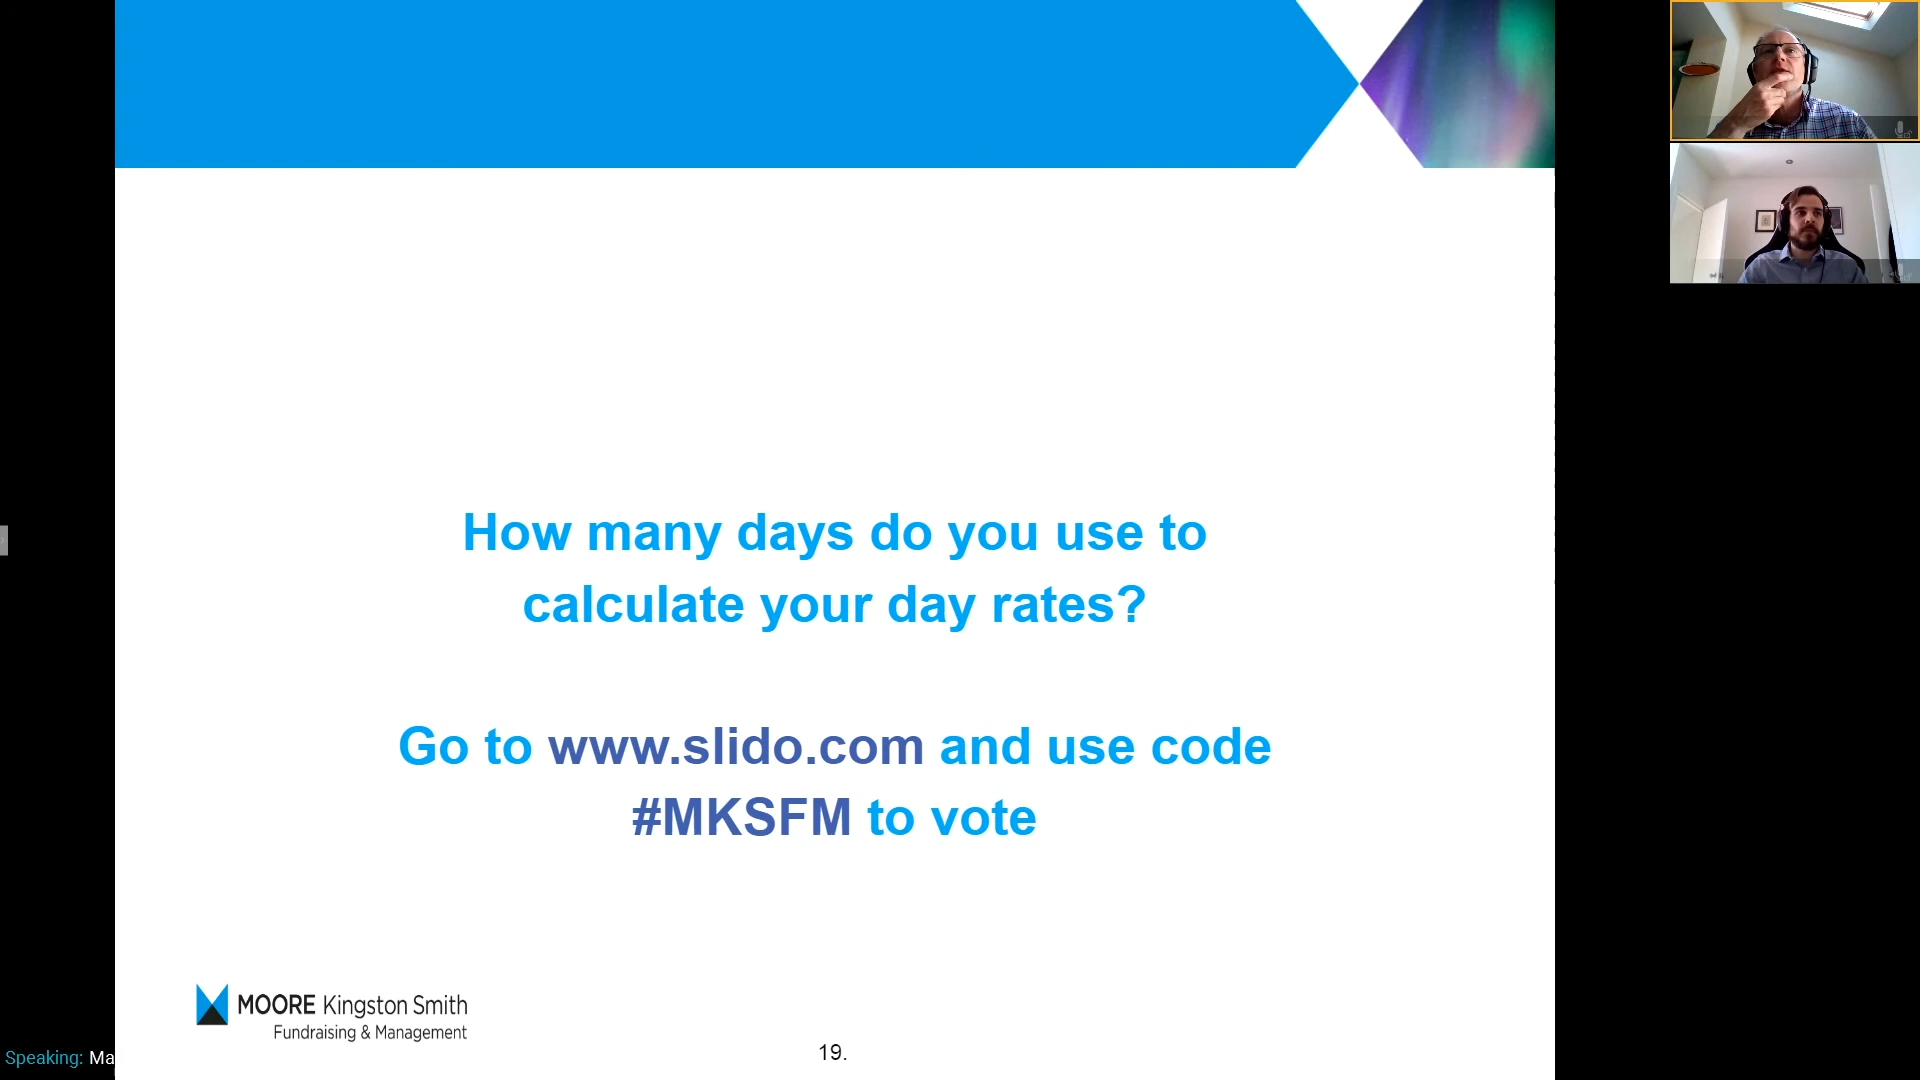 How many days do you use to
calculate your day rates?
Go to www.slido.com and use code
#MKSFM to vote
MOORE Kingston Smith
Fundraising & Management
19.
Speaking: Ma